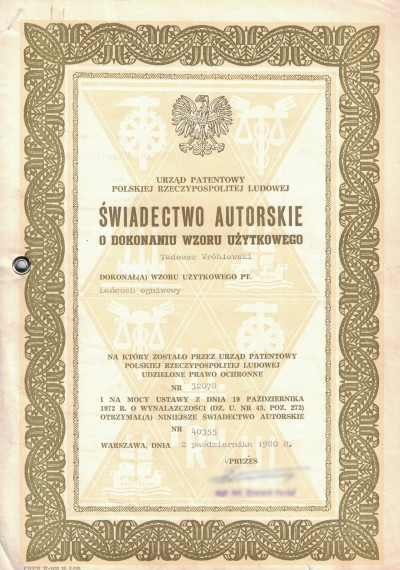 URZĄD PATENTOWY
POLSKIEJ RZECZYPOSPOLITEJ LUDOWEJ
ŚWIADECTWO AUTORSKIE
O DOKONANIU WZORU UŻYTKOWEGO
Tadeusz Wróblewski
DOKONAŁ(A) WZORU UŻYTKOWEGO PT.
Łańcuch ogniwowy
NA KTÓRY ZOSTAŁO PRZEZ URZĄD PATENTOWY
POLSKIEJ RZECZYPOSPOLITEJ LUDOWEJ
UDZIELONE PRAWO OCHRONNE
NR 32078
I NA MOCY USTAWY Z DNIA 19 PAŹDZIERNIKA
1972 R. O WYNALAZCZOŚCI (DZ. U. NR 43, POZ. 272)
OTRZYMAŁ(A) NINIEJSZE ŚWIADECTWO AUTORSKIE
NR 40555
WARSZAWA, DNIA 2 października 1980 r.
PREZES